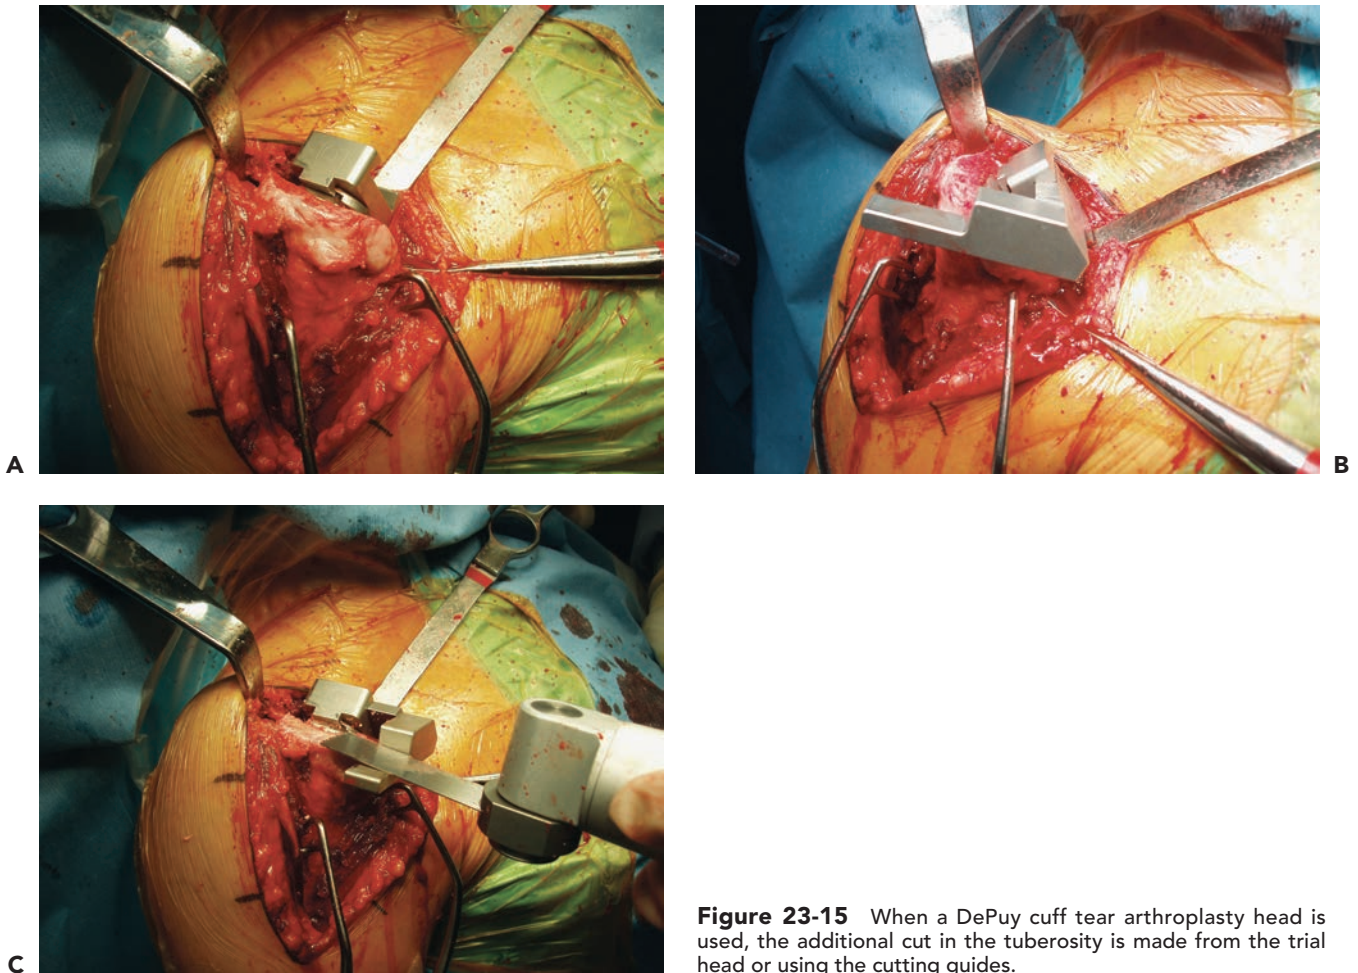 A
B
C
Figure 23-15 When a DePuy cuff tear arthroplasty head is
used, the additional cut in the tuberosity is made from the trial
head or using the cutting guides.